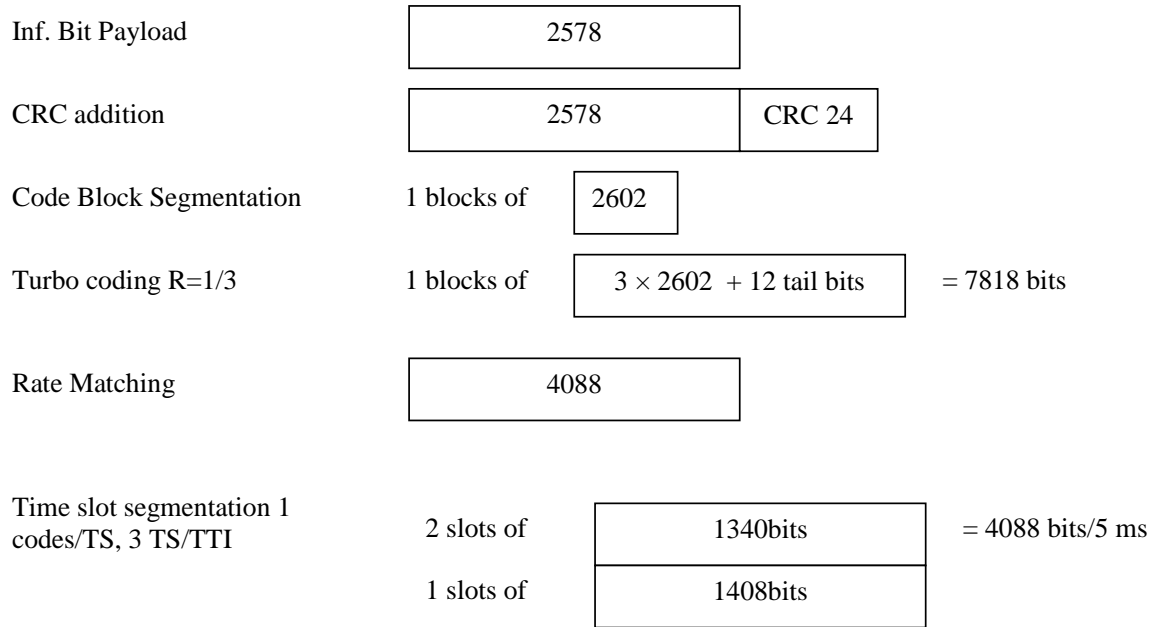 Inf. Bit Payload 2578
CRC addition 2578 CRC 24
Code Block Segmentation 1 blocks of 2602
Turbo coding R=1/3 1 blocks of 3 × 2602 + 12 tail bits = 7818 bits
Rate Matching 4088
Time slot segmentation 1
codes/TS, 3 TS/TTI 2 slots of 1340bits = 4088 bits/5 ms
1 slots of 1408bits